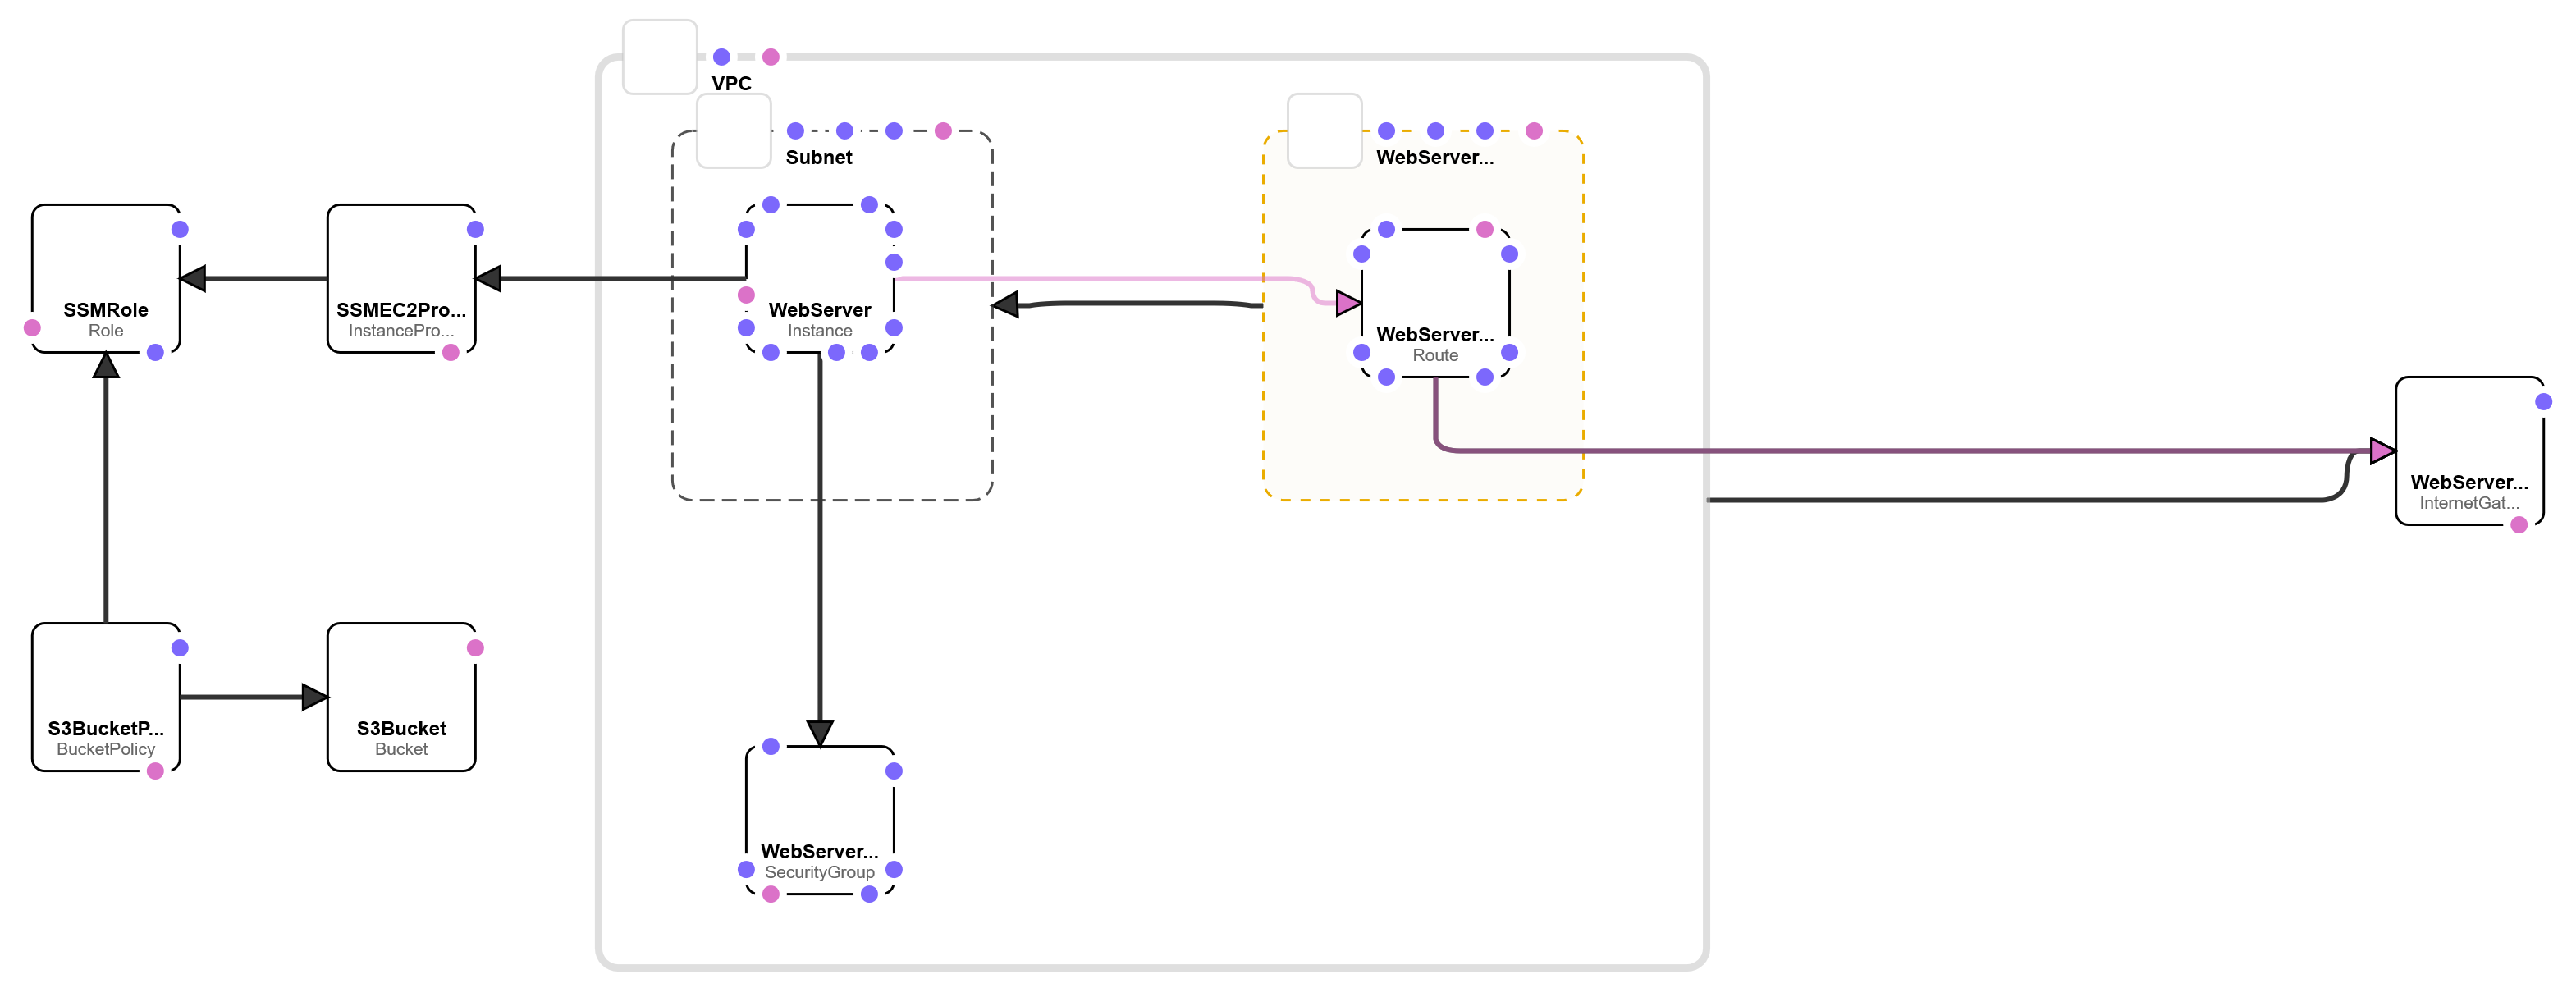 VPC
Subnet
WebServer...
SSMRole
Role
SSMEC2Pro...
InstancePro...
WebServer
Instance
WebServer...
Route
WebServer...
InternetGat...
S3BucketP...
BucketPolicy
S3Bucket
Bucket
WebServer...
SecurityGroup